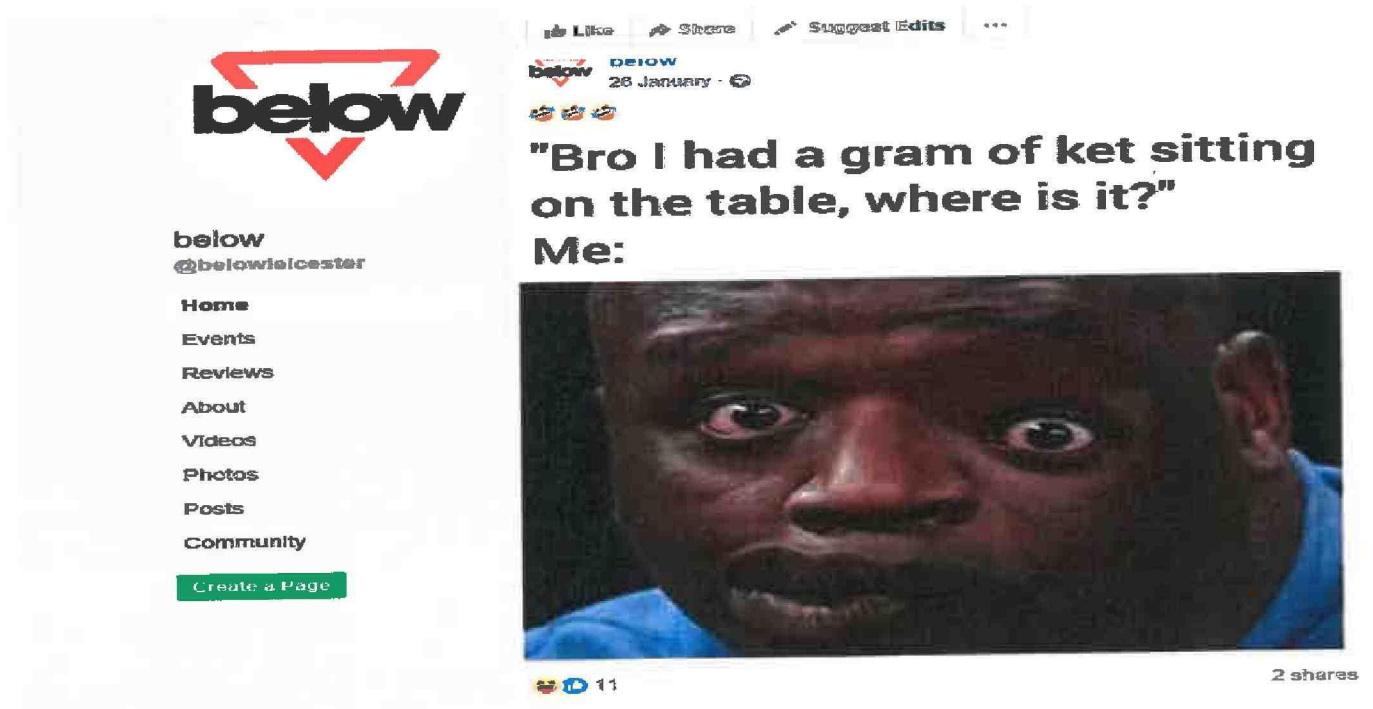 below
below
@belowleicester
Home
Events
Reviews
About
Videos
Photos
Posts
Community
Create a Page
Like
Share
Suggest Edits
below
below
26 January
"Bro I had a gram of ket sitting
on the table, where is it?"
Me:
11
2 shares